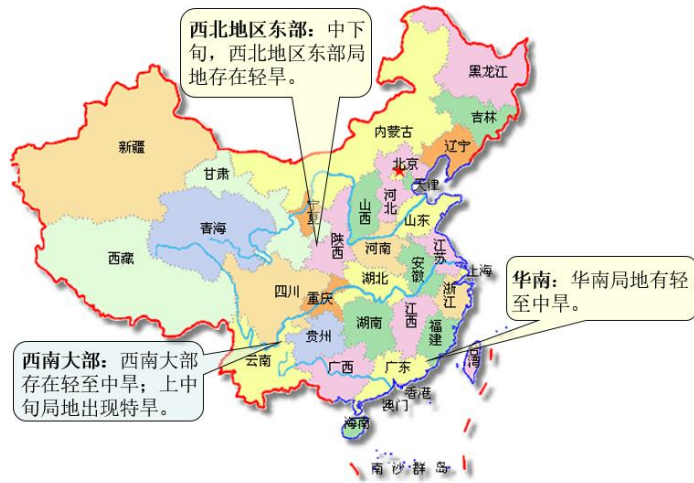 西北地区东部：中下
旬，西北地区东部局
地存在轻旱。
黑龙江
吉林
辽宁
内蒙古
新疆
甘肃
北京
天津
宁夏
山西
河北
青海
山东
陕西
西藏
河南
江苏
安徽
上海
四川
重庆
湖北
浙江
华南：华南局地有轻
至中旱。
江西
湖南
贵州
福建
西南大部：西南大部
存在轻至中旱；上中
旬局地出现特旱。
云南
广西
广东
台湾
香港
澳门
海南
南沙群岛